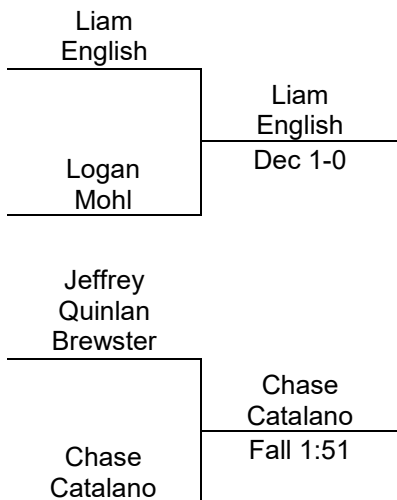 Liam
English
Liam
English
Dec 1-0
Logan
Mohl
Jeffrey
Quinlan
Brewster
Chase
Catalano
Fall 1:51
Chase
Catalano